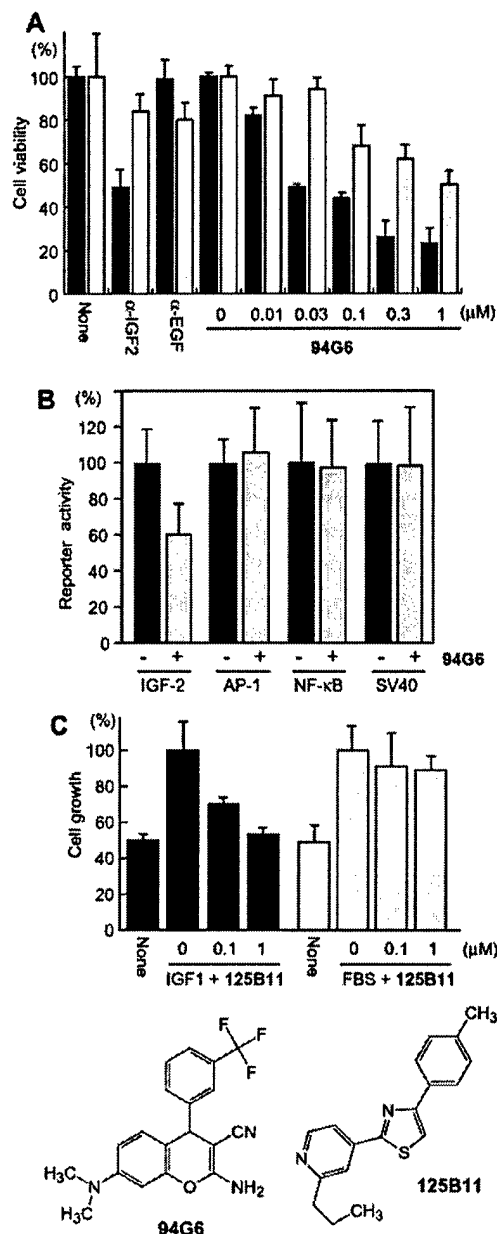 A
(%)
100
80
60
40
20
0
Cell viability
None
α-IGF2
α-EGF
0 0.01 0.03 0.1 0.3 1 (μM)
94G6
B
(%)
120
100
80
60
40
20
0
Reporter activity
- + - + - + - + 94G6
IGF-2 AP-1 NF-κB SV40
C
(%)
100
80
60
40
20
0
Cell growth
None 0 0.1 1 None 0 0.1 1 (μM)
IGF1 + 125B11 FBS + 125B11
F
F
F
CN
H₃C
N
CH₃
O
NH₂
94G6
CH₃
N
S
N
CH₃
125B11